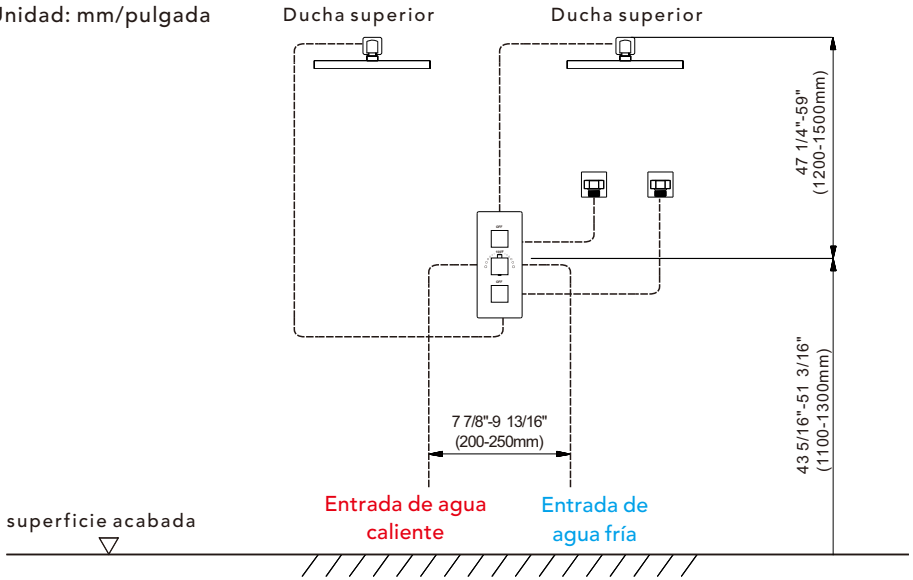 Unidad: mm/pulgada
Ducha superior
Ducha superior
47 1/4"-59"
(1200-1500mm)
OFF
OFF
43 5/16"-51 3/16"
(1100-1300mm)
7 7/8"-9 13/16"
(200-250mm)
Entrada de agua
caliente
Entrada de
agua fría
superficie acabada